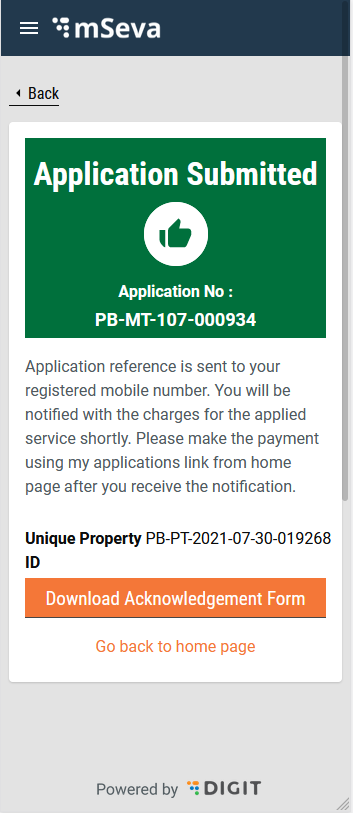 mSeva
Back
Application Submitted
Application No :
PB-MT-107-000934
Application reference is sent to your
registered mobile number. You will be
notified with the charges for the applied
service shortly. Please make the payment
using my applications link from home
page after you receive the notification.
Unique Property PB-PT-2021-07-30-019268
ID
Download Acknowledgement Form
Go back to home page
Powered by DIGIT